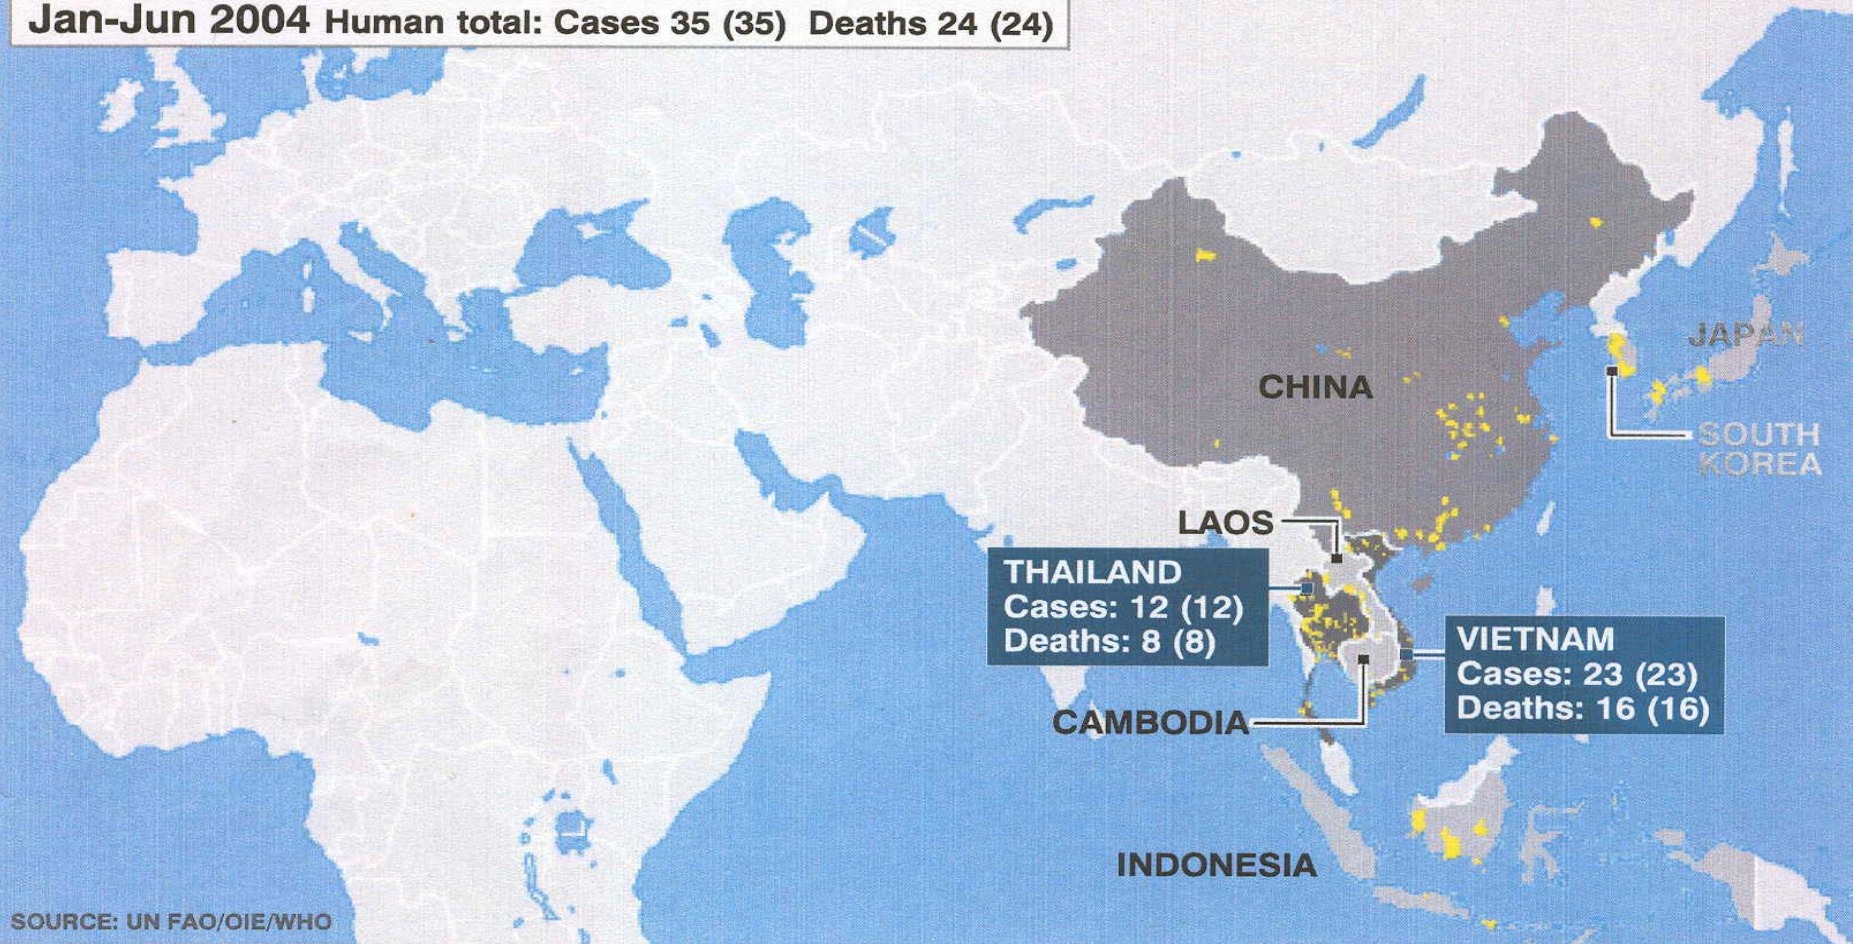 Jan-Jun 2004 Human total: Cases 35 (35) Deaths 24 (24)
JAPAN
CHINA
SOUTH
KOREA
LAOS
THAILAND
Cases: 12 (12)
Deaths: 8 (8)
VIETNAM
Cases: 23 (23)
Deaths: 16 (16)
CAMBODIA
INDONESIA
SOURCE: UN FAO/OIE/WHO